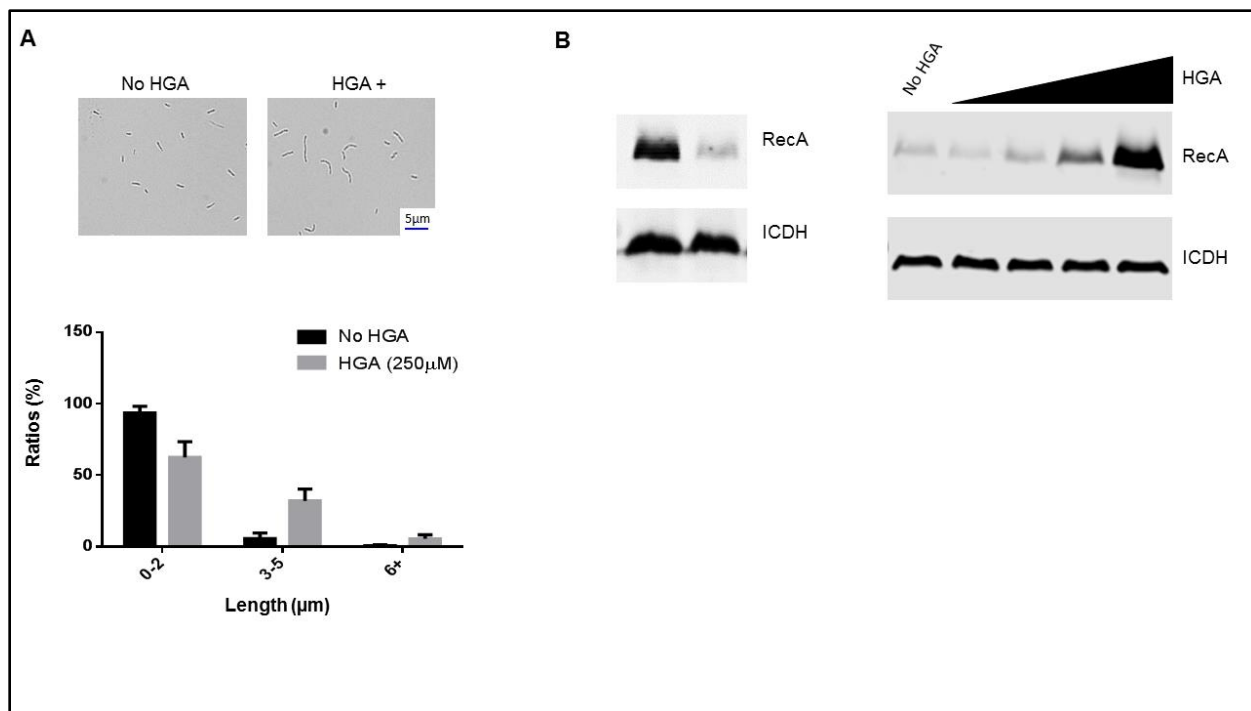 A
No HGA
HGA +
5µm
150
100
50
0
Ratios (%)
No HGA
HGA (250µM)
0-2
3-5
6+
Length (µm)
B
RecA
ICDH
No HGA
HGA
RecA
ICDH